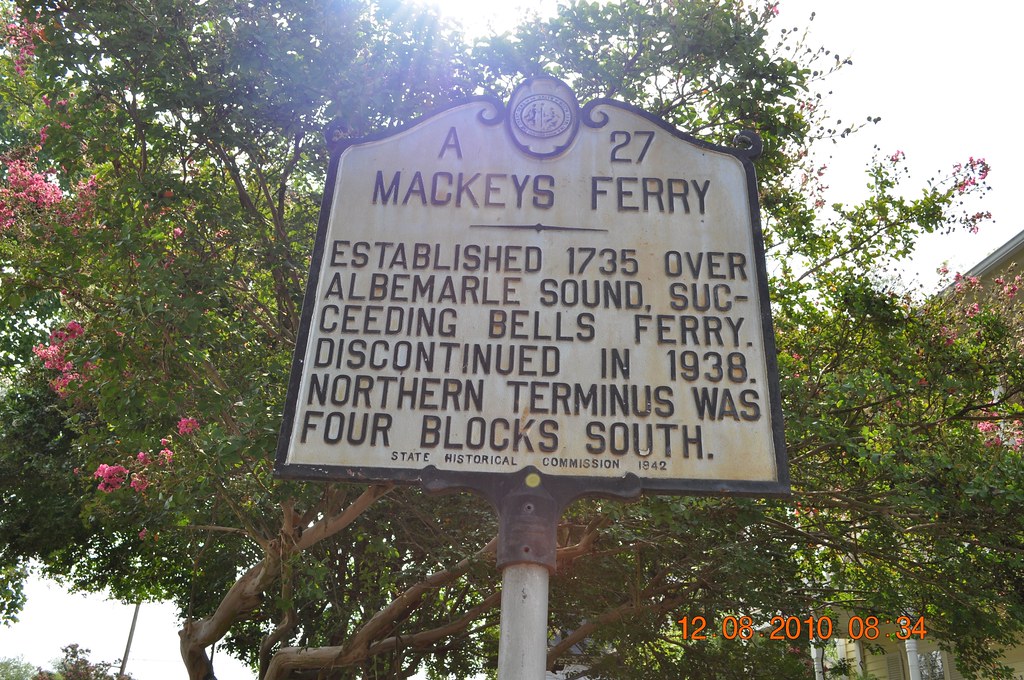 A 27
MACKEYS FERRY
ESTABLISHED 1735 OVER
ALBEMARLE SOUND, SUC-
CEEDING BELLS FERRY.
DISCONTINUED IN 1938.
NORTHERN TERMINUS WAS
FOUR BLOCKS SOUTH.
STATE HISTORICAL COMMISSION 1942
12 08 2010 08:34